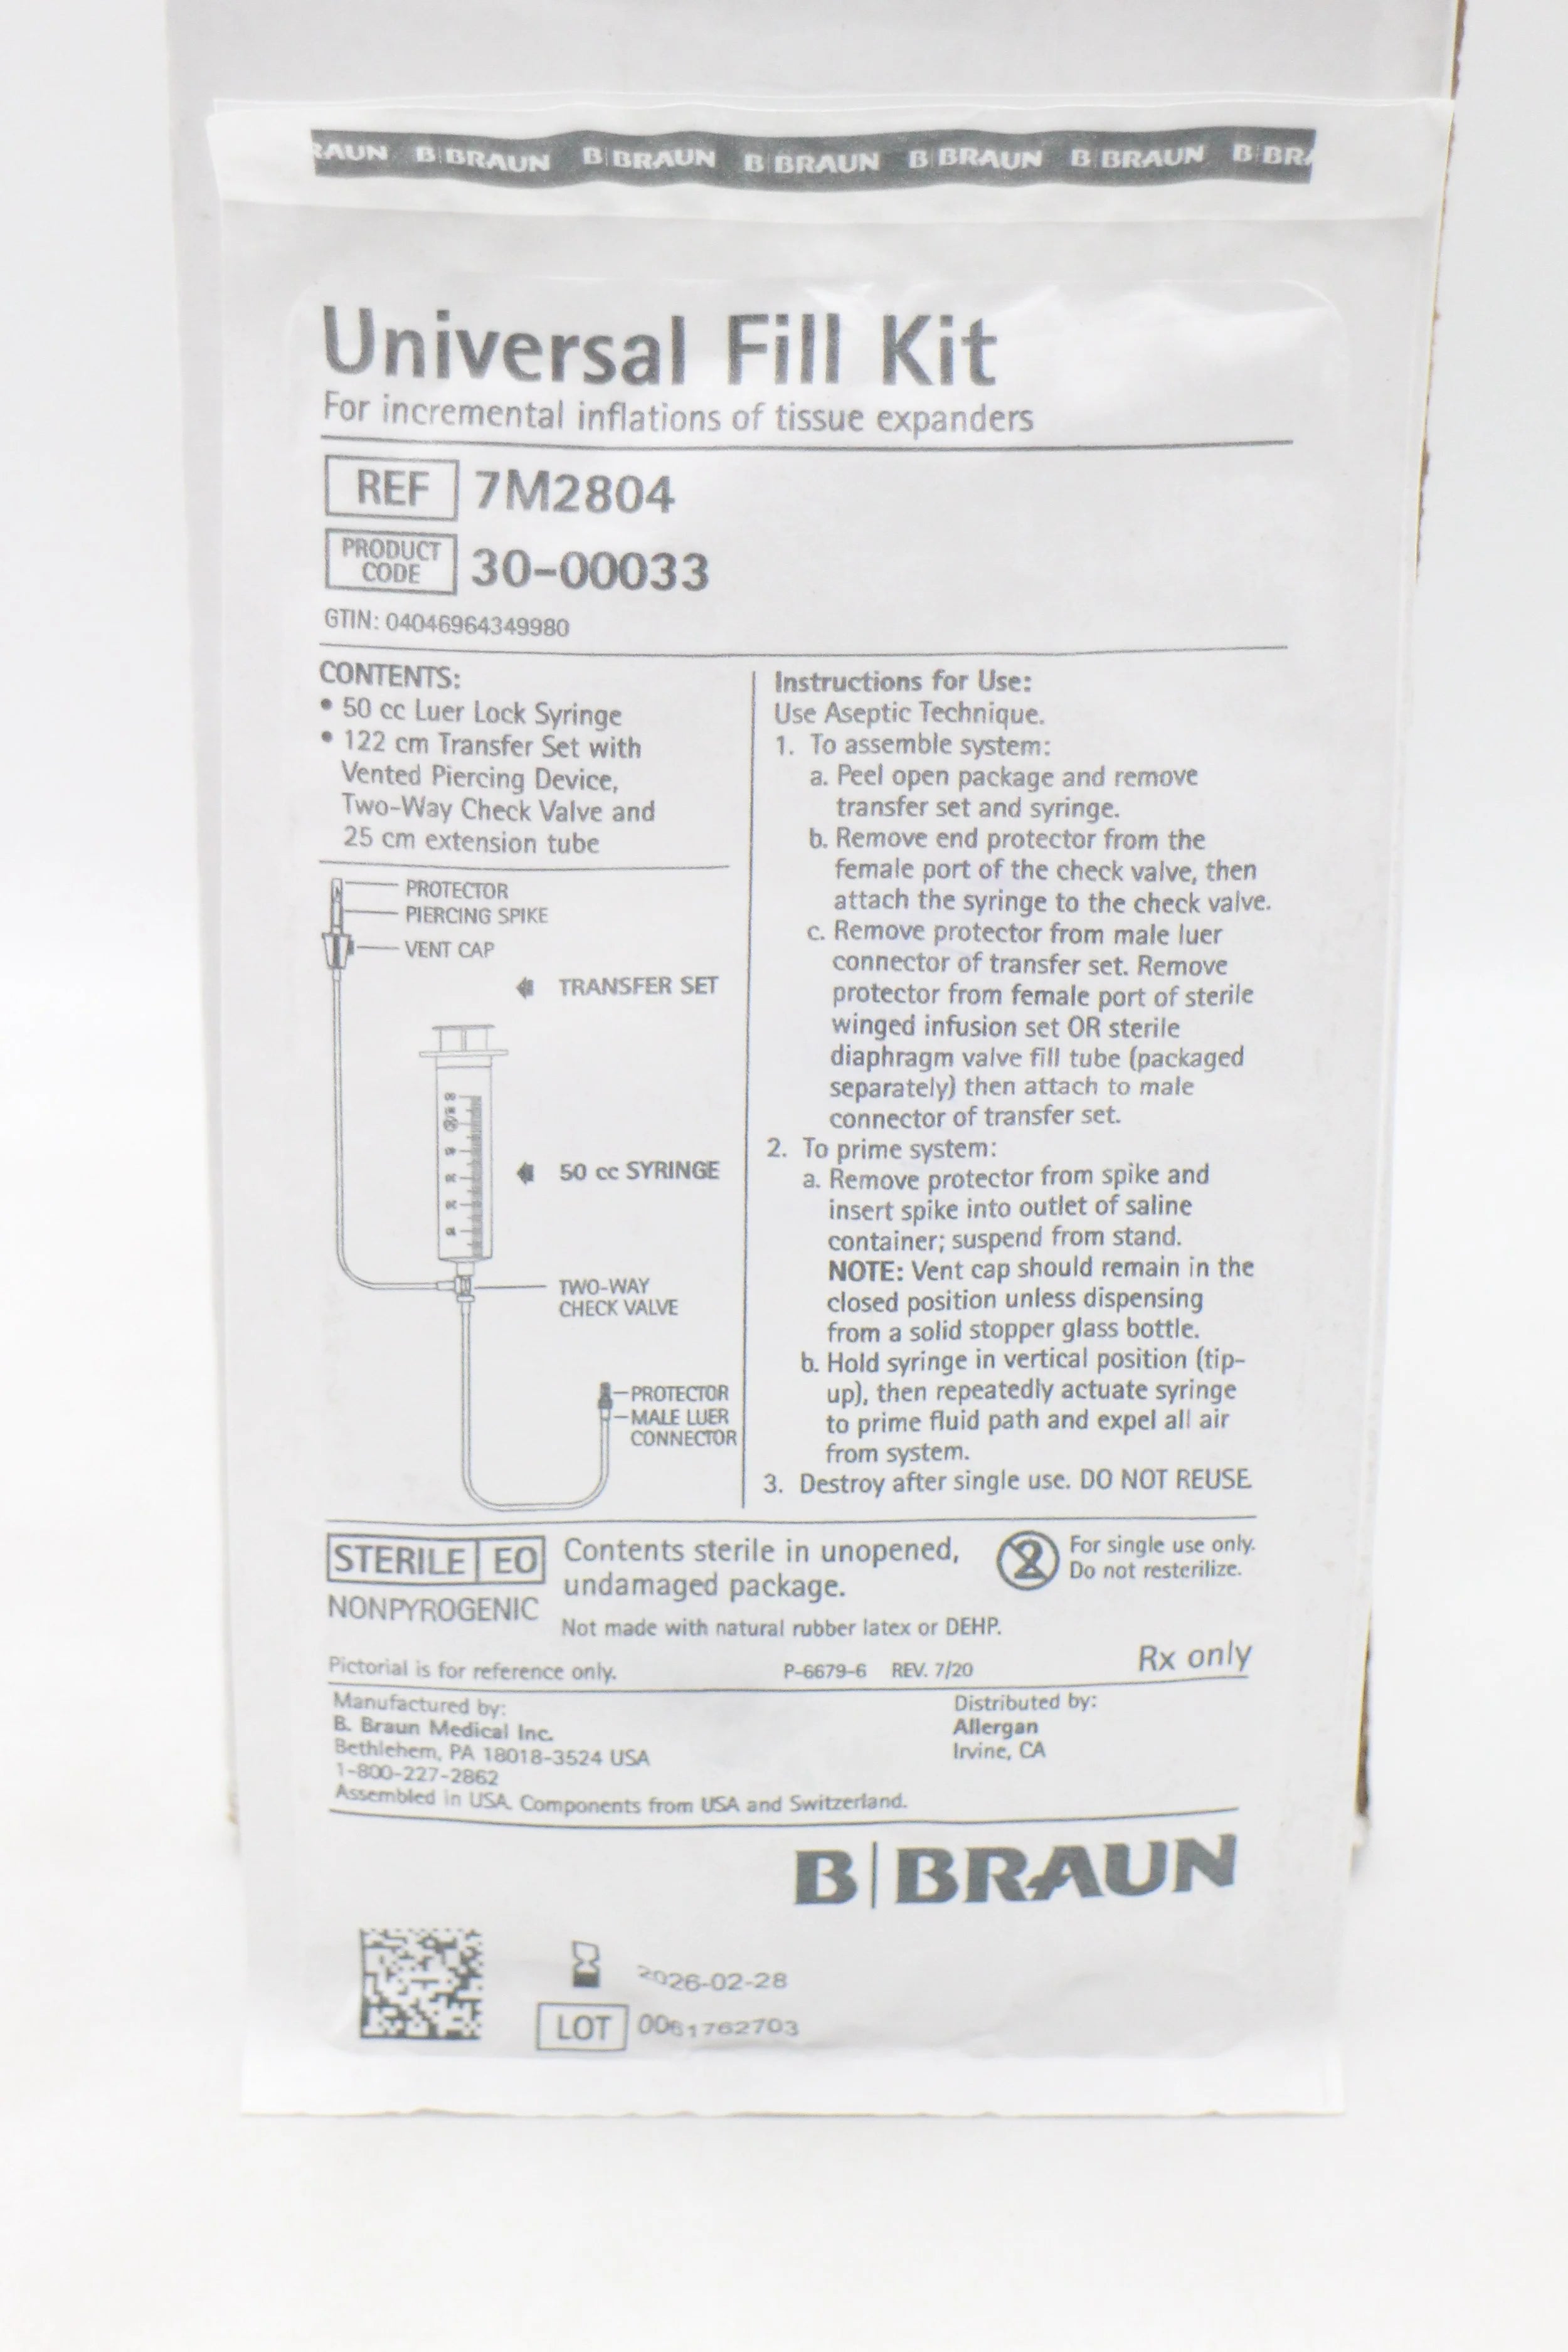 RAUN B|BRAUN B|BRAUN B|BRAUN B|BRAUN B|BRAUN B|BRA
Universal Fill Kit
For incremental inflations of tissue expanders
REF 7M2804
PRODUCT
CODE
30-00033
GTIN: 04046964349980
CONTENTS:
• 50 cc Luer Lock Syringe
• 122 cm Transfer Set with
Vented Piercing Device,
Two-Way Check Valve and
25 cm extension tube
PROTECTOR
PIERCING SPIKE
VENT CAP
TRANSFER SET
50 cc SYRINGE
TWO-WAY
CHECK VALVE
PROTECTOR
MALE LUER
CONNECTOR
Instructions for Use:
Use Aseptic Technique.
1. To assemble system:
a. Peel open package and remove
transfer set and syringe.
b. Remove end protector from the
female port of the check valve, then
attach the syringe to the check valve.
c. Remove protector from male luer
connector of transfer set. Remove
protector from female port of sterile
winged infusion set OR sterile
diaphragm valve fill tube (packaged
separately) then attach to male
connector of transfer set.
2. To prime system:
a. Remove protector from spike and
insert spike into outlet of saline
container; suspend from stand.
NOTE: Vent cap should remain in the
closed position unless dispensing
from a solid stopper glass bottle.
b. Hold syringe in vertical position (tip-
up), then repeatedly actuate syringe
to prime fluid path and expel all air
from system.
3. Destroy after single use. DO NOT REUSE
STERILE EO
NONPYROGENIC
Contents sterile in unopened,
undamaged package.
Not made with natural rubber latex or DEHP.
2
For single use only.
Do not resterilize.
Pictorial is for reference only.
P-6679-6 REV. 7/20
Rx only
Manufactured by:
B. Braun Medical Inc.
Bethlehem, PA 18018-3524 USA
1-800-227-2862
Assembled in USA. Components from USA and Switzerland.
Distributed by:
Allergan
Irvine, CA
B|BRAUN
2026-02-28
LOT 0061762703